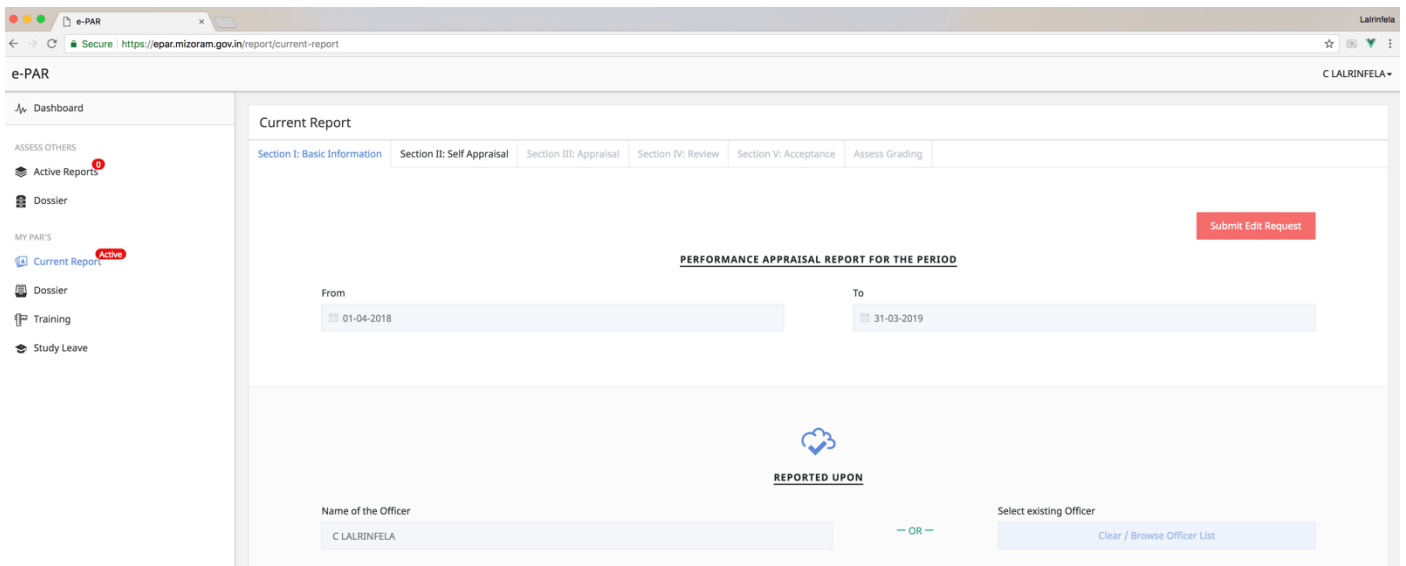 e-PAR
Lalrinfela
Secure https://epar.mizoram.gov.in/report/current-report
e-PAR
C LALRINFELA
Dashboard
ASSESS OTHERS
Active Reports 0
Dossier
MY PAR'S
Current Report Active
Dossier
Training
Study Leave
Current Report
Section I: Basic Information Section II: Self Appraisal Section III: Appraisal Section IV: Review Section V: Acceptance Assess Grading
Submit Edit Request
PERFORMANCE APPRAISAL REPORT FOR THE PERIOD
From To
01-04-2018 31-03-2019
REPORTED UPON
Name of the Officer Select existing Officer
C LALRINFELA — OR — Clear / Browse Officer List